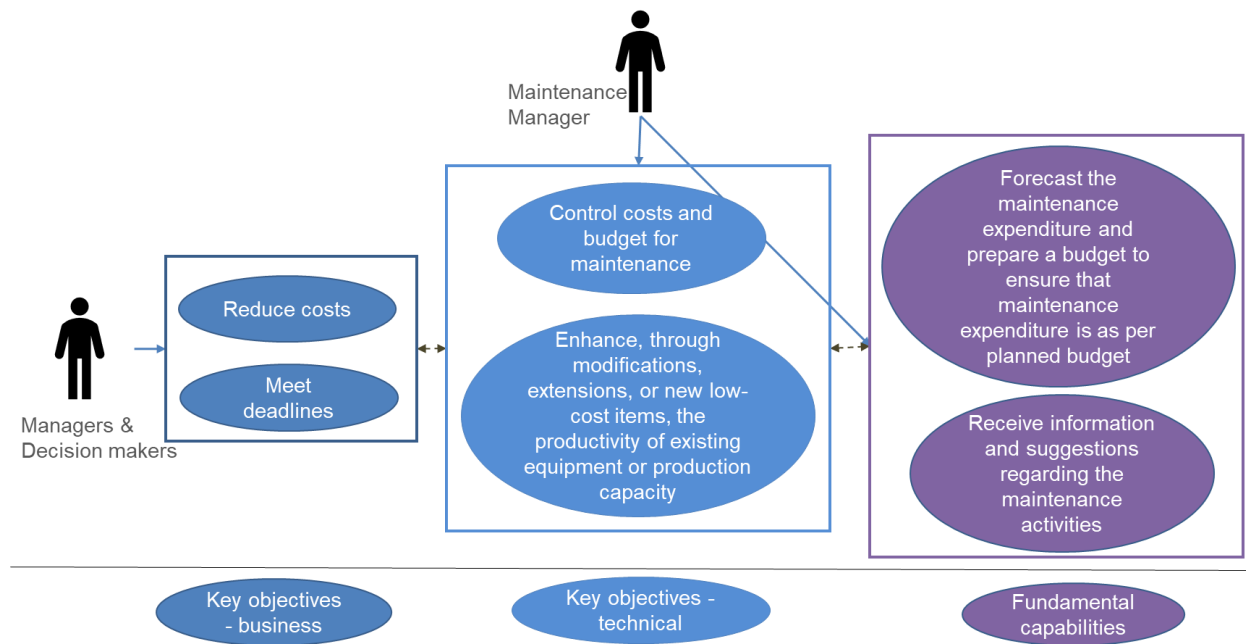 Maintenance
Manager
Managers &
Decision makers
Reduce costs
Meet
deadlines
Control costs and
budget for
maintenance
Enhance, through
modifications,
extensions, or new low-
cost items, the
productivity of existing
equipment or production
capacity
Forecast the
maintenance
expenditure and
prepare a budget to
ensure that
maintenance
expenditure is as per
planned budget
Receive information
and suggestions
regarding the
maintenance
activities
Key objectives
- business
Key objectives -
technical
Fundamental
capabilities